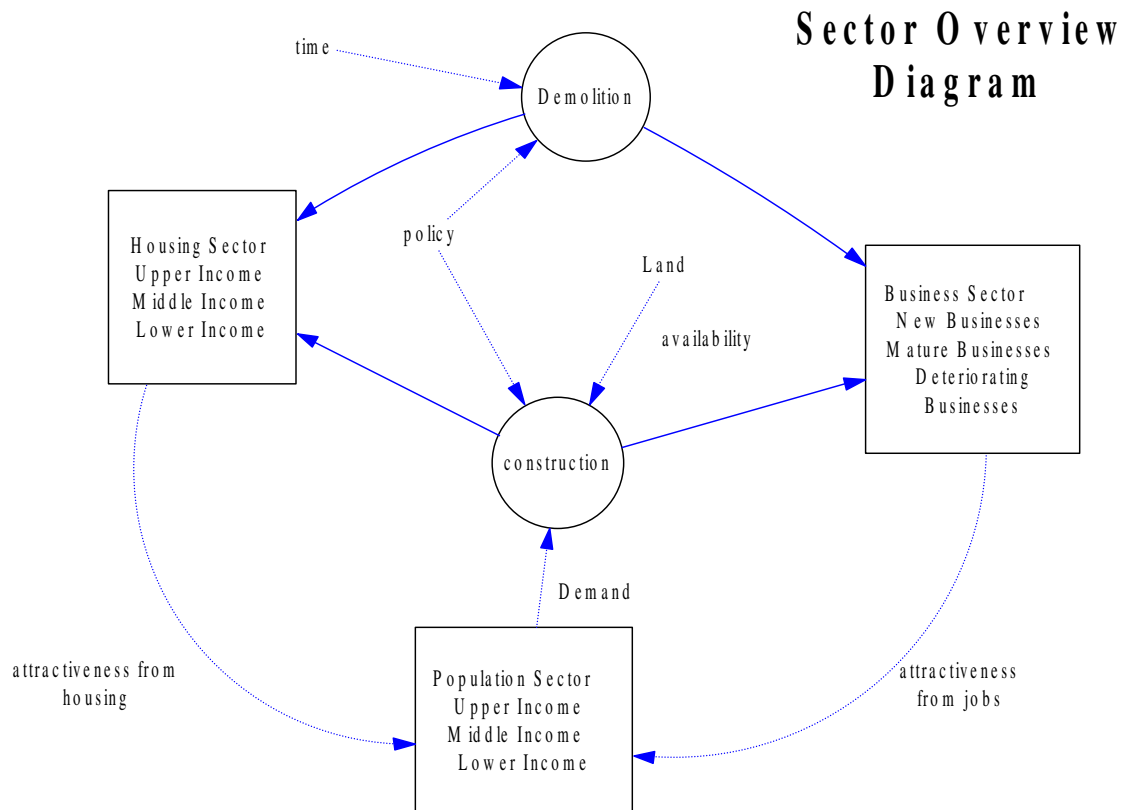 Sector Overview
Diagram
time
Demolition
policy
Land
availability
Housing Sector
Upper Income
Middle Income
Lower Income
Business Sector
New Businesses
Mature Businesses
Deteriorating
Businesses
construction
Demand
attractiveness from
housing
Population Sector
Upper Income
Middle Income
Lower Income
attractiveness
from jobs